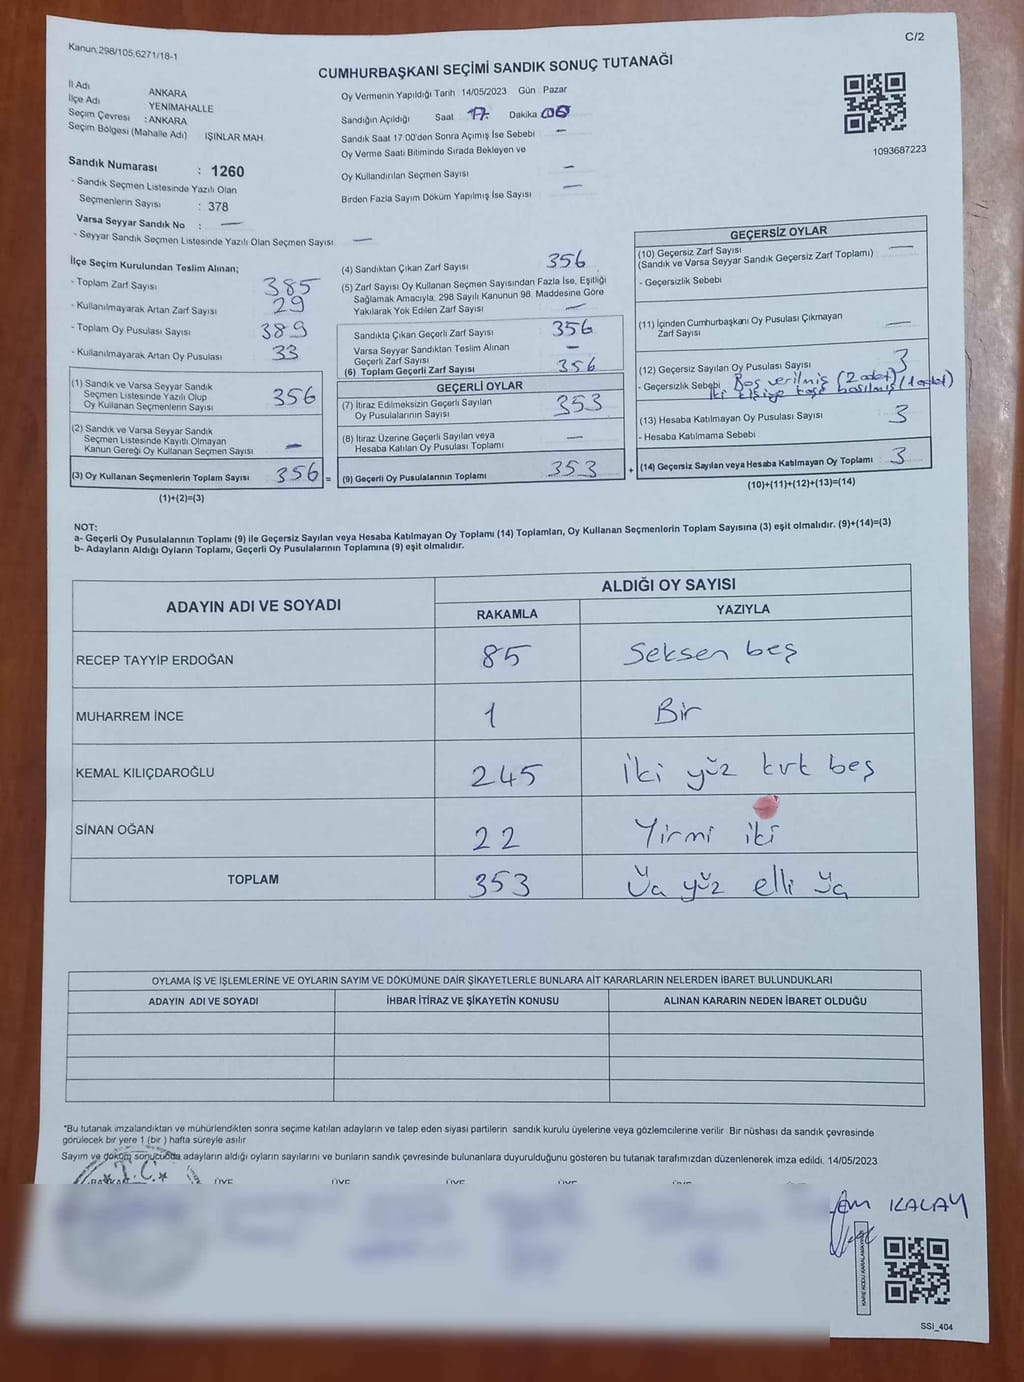 Kanun,298/105,6271/18-1
C/2
CUMHURBAŞKANI SEÇİMİ SANDIK SONUÇ TUTANAĞI
İl Adı ANKARA
İlçe Adı YENİMAHALLE
Seçim Çevresi : ANKARA
Seçim Bölgesi (Mahalle Adı) IŞINLAR MAH.
Sandık Numarası : 1260
- Sandık Seçmen Listesinde Yazılı Olan
Seçmenlerin Sayısı : 378
Varsa Seyyar Sandık No : —
- Seyyar Sandık Seçmen Listesinde Yazılı Olan Seçmen Sayısı —
Oy Vermenin Yapıldığı Tarih 14/05/2023 Gün : Pazar
Sandığın Açıldığı Saat 17: Dakika
Sandık Saat 17:00'den Sonra Açımış İse Sebebi —
Oy Verme Saati Bitiminde Sırada Bekleyen ve
Oy Kullandırılan Seçmen Sayısı —
Birden Fazla Sayım Döküm Yapılmış İse Sayısı —
1093687223
İlçe Seçim Kurulundan Teslim Alınan;
- Toplam Zarf Sayısı 385
- Kullanılmayarak Artan Zarf Sayısı 29
- Toplam Oy Pusulası Sayısı 389
- Kullanılmayarak Artan Oy Pusulası 33
(1) Sandık ve Varsa Seyyar Sandık
Seçmen Listesinde Yazılı Olup
Oy Kullanan Seçmenlerin Sayısı 356
(2) Sandık ve Varsa Seyyar Sandık
Seçmen Listesinde Kayıtlı Olmayan
Kanun Gereği Oy Kullanan Seçmen Sayısı —
(3) Oy Kullanan Seçmenlerin Toplam Sayısı 356 =
(1)+(2)=(3)
(4) Sandıktan Çıkan Zarf Sayısı 356
(5) Zarf Sayısı Oy Kullanan Seçmen Sayısından Fazla İse, Eşitliği
Sağlamak Amacıyla, 298 Sayılı Kanunun 98. Maddesine Göre
Yakılarak Yok Edilen Zarf Sayısı —
Sandıkta Çıkan Geçerli Zarf Sayısı 356
Varsa Seyyar Sandıktan Teslim Alınan
Geçerli Zarf Sayısı —
(6) Toplam Geçerli Zarf Sayısı 356
GEÇERLİ OYLAR
(7) İtiraz Edilmeksizin Geçerli Sayılan
Oy Pusulalarının Sayısı 353
(8) İtiraz Üzerine Geçerli Sayılan veya
Hesaba Katılan Oy Pusulası Toplamı —
(9) Geçerli Oy Pusulalarının Toplamı 353 +
GEÇERSİZ OYLAR
(10) Geçersiz Zarf Sayısı —
(Sandık ve Varsa Seyyar Sandık Geçersiz Zarf Toplamı)
- Geçersizlik Sebebi
(11) İçinden Cumhurbaşkanı Oy Pusulası Çıkmayan
Zarf Sayısı —
(12) Geçersiz Sayılan Oy Pusulası Sayısı 3
- Geçersizlik Sebebi Boş verilmiş (2 adet)
iki kişiye kaşe basılmış (1 adet)
(13) Hesaba Katılmayan Oy Pusulası Sayısı 3
- Hesaba Katılmama Sebebi
(14) Geçersiz Sayılan veya Hesaba Katılmayan Oy Toplamı 3
(10)+(11)+(12)+(13)=(14)
NOT:
a- Geçerli Oy Pusulalarının Toplamı (9) ile Geçersiz Sayılan veya Hesaba Katılmayan Oy Toplamı (14) Toplamları, Oy Kullanan Seçmenlerin Toplam Sayısına (3) eşit olmalıdır. (9)+(14)=(3)
b- Adayların Aldığı Oyların Toplamı, Geçerli Oy Pusulalarının Toplamına (9) eşit olmalıdır.
ADAYIN ADI VE SOYADI ALDIĞI OY SAYISI
RAKAMLA YAZIYLA
RECEP TAYYİP ERDOĞAN 85 Seksen beş
MUHARREM İNCE 1 Bir
KEMAL KILIÇDAROĞLU 245 İki yüz kırk beş
SİNAN OĞAN 22 Yirmi iki
TOPLAM 353 Üç yüz elli üç
OYLAMA İŞ VE İŞLEMLERİNE VE OYLARIN SAYIM VE DÖKÜMÜNE DAİR ŞİKAYETLERLE BUNLARA AİT KARARLARIN NELERDEN İBARET BULUNDUKLARI
ADAYIN ADI VE SOYADI İHBAR İTİRAZ VE ŞİKAYETİN KONUSU ALINAN KARARIN NEDEN İBARET OLDUĞU
*Bu tutanak imzalandıktan ve mühürlendikten sonra seçime katılan adayların ve talep eden siyasi partilerin sandık kurulu üyelerine veya gözlemcilerine verilir Bir nüshası da sandık çevresinde
görülecek bir yere 1 (bir ) hafta süreyle asılır
Sayım ve döküm sonucunda adayların aldığı oyların sayılarını ve bunların sandık çevresinde bulunanlara duyurulduğunu gösteren bu tutanak tarafımızdan düzenlenerek imza edildi. 14/05/2023
T.C.
ÜYE ÜYE ÜYE ÜYE ÜYE
KALAY
SSI_404